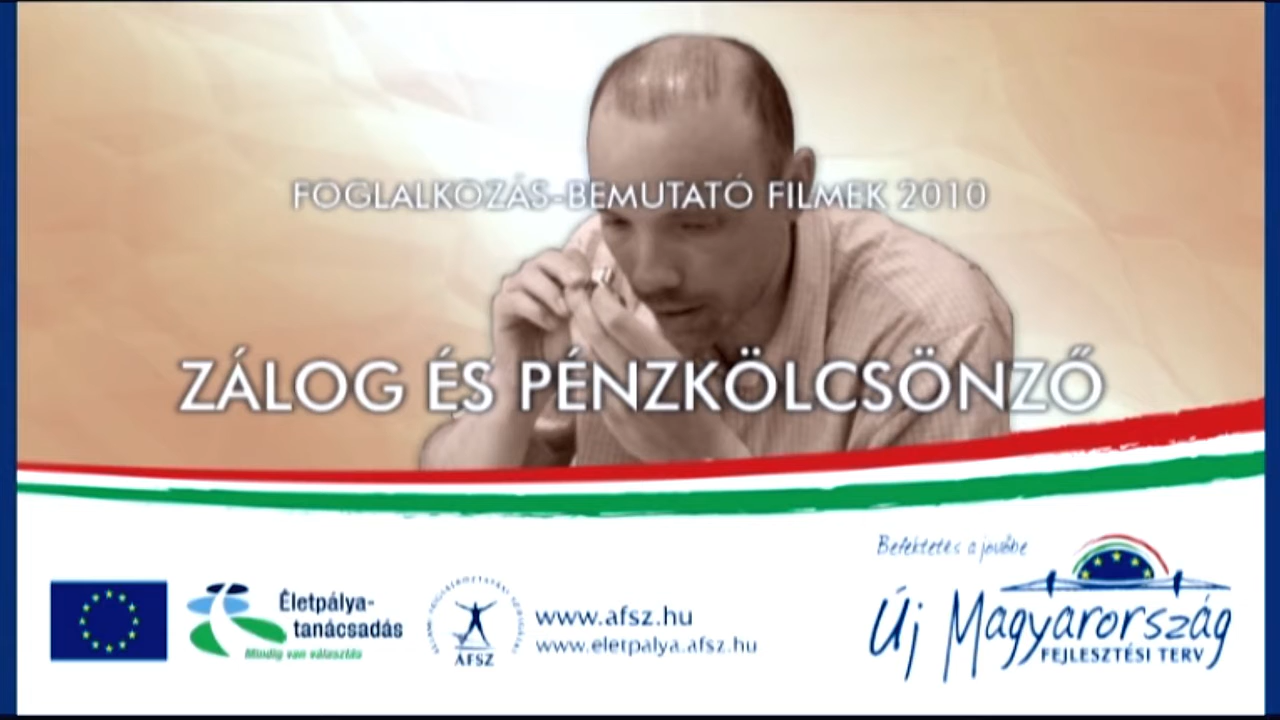 FOGLALKOZÁS-BEMUTATÓ FILMEK 2010
ZÁLOG ÉS PÉNZKÖLCSÖNZŐ
Befektetés a jövőbe
Életpálya-
tanácsadás
Mindig van választás
ÁFSZ
www.afsz.hu
www.eletpalya.afsz.hu
Új Magyarország
FEJLESZTÉSI TERV